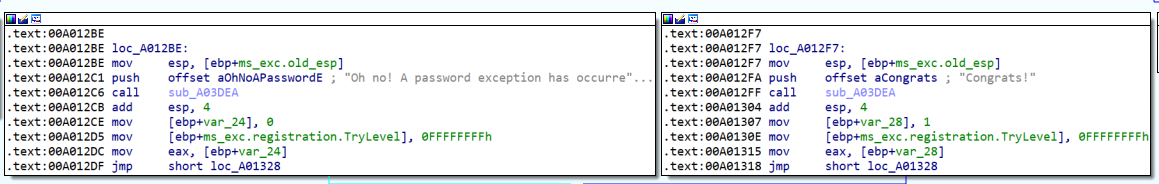 .text:00A012BE
.text:00A012BE loc_A012BE:
.text:00A012BE mov     esp, [ebp+ms_exc.old_esp]
.text:00A012C1 push    offset aOhNoAPasswordE ; "Oh no! A password exception has occurre"...
.text:00A012C6 call    sub_A03DEA
.text:00A012CB add     esp, 4
.text:00A012CE mov     [ebp+var_24], 0
.text:00A012D5 mov     [ebp+ms_exc.registration.TryLevel], 0FFFFFFFFh
.text:00A012DC mov     eax, [ebp+var_24]
.text:00A012DF jmp     short loc_A01328
.text:00A012F7
.text:00A012F7 loc_A012F7:
.text:00A012F7 mov     esp, [ebp+ms_exc.old_esp]
.text:00A012FA push    offset aCongrats ; "Congrats!"
.text:00A012FF call    sub_A03DEA
.text:00A01304 add     esp, 4
.text:00A01307 mov     [ebp+var_28], 1
.text:00A0130E mov     [ebp+ms_exc.registration.TryLevel], 0FFFFFFFFh
.text:00A01315 mov     eax, [ebp+var_28]
.text:00A01318 jmp     short loc_A01328